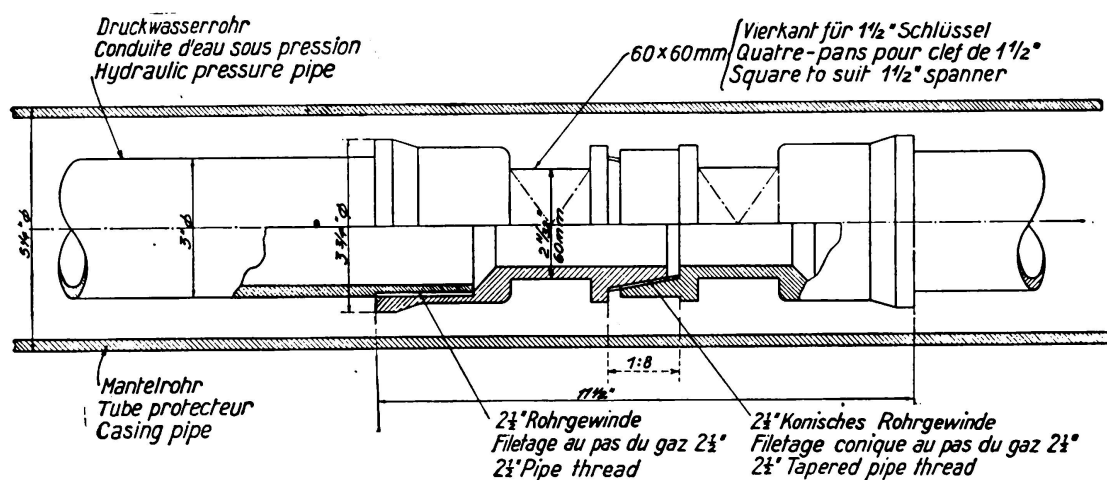 Druckwasserrohr
Conduite d'eau sous pression
Hydraulic pressure pipe
60×60mm
Vierkant für 1½" Schlüssel
Quatre-pans pour clef de 1½"
Square to suit 1½" spanner
5¼" ϕ
3" ϕ
3¾" ϕ
60mm
1:8
11½"
Mantelrohr
Tube protecteur
Casing pipe
2½" Rohrgewinde
Filetage au pas du gaz 2½"
2½" Pipe thread
2½" Konisches Rohrgewinde
Filetage conique au pas du gaz 2½"
2½" Tapered pipe thread